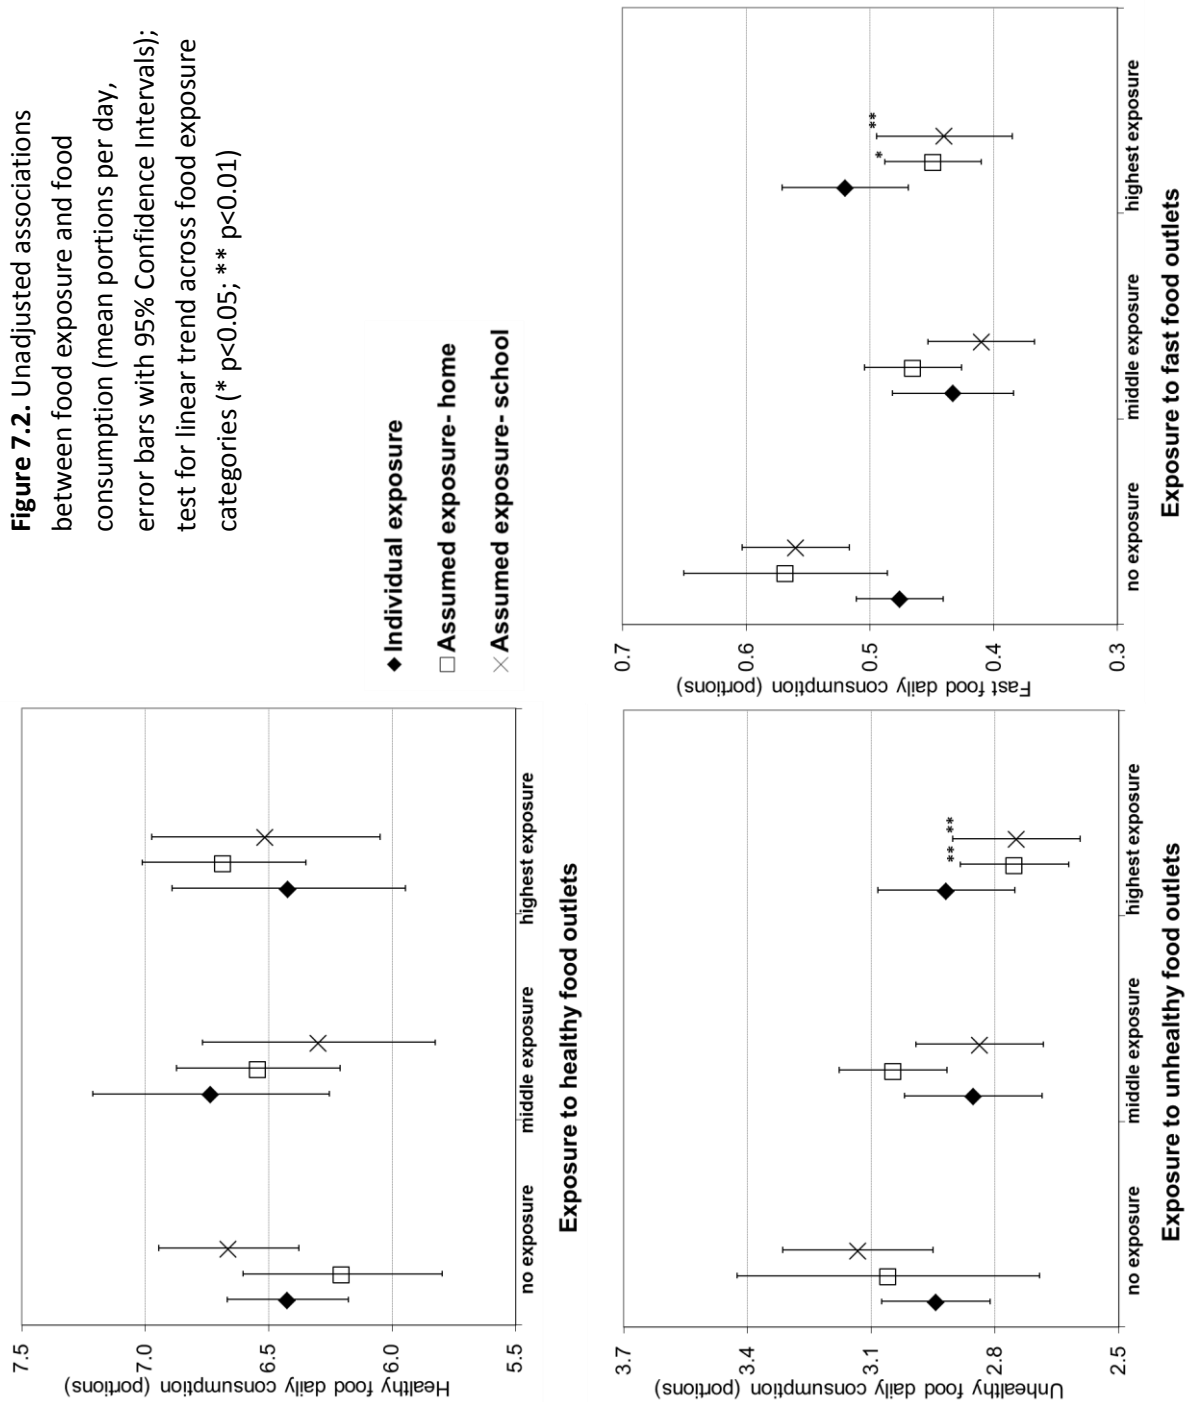 Figure 7.2. Unadjusted associations
between food exposure and food
consumption (mean portions per day,
error bars with 95% Confidence Intervals);
test for linear trend across food exposure
categories (* p<0.05; ** p<0.01)
Individual exposure
Assumed exposure- home
Assumed exposure- school
Healthy food daily consumption (portions)
7.5
7.0
6.5
6.0
5.5
no exposure
middle exposure
highest exposure
Exposure to healthy food outlets
Unhealthy food daily consumption (portions)
3.7
3.4
3.1
2.8
2.5
** **
no exposure
middle exposure
highest exposure
Exposure to unhealthy food outlets
Fast food daily consumption (portions)
0.7
0.6
0.5
0.4
0.3
* **
no exposure
middle exposure
highest exposure
Exposure to fast food outlets